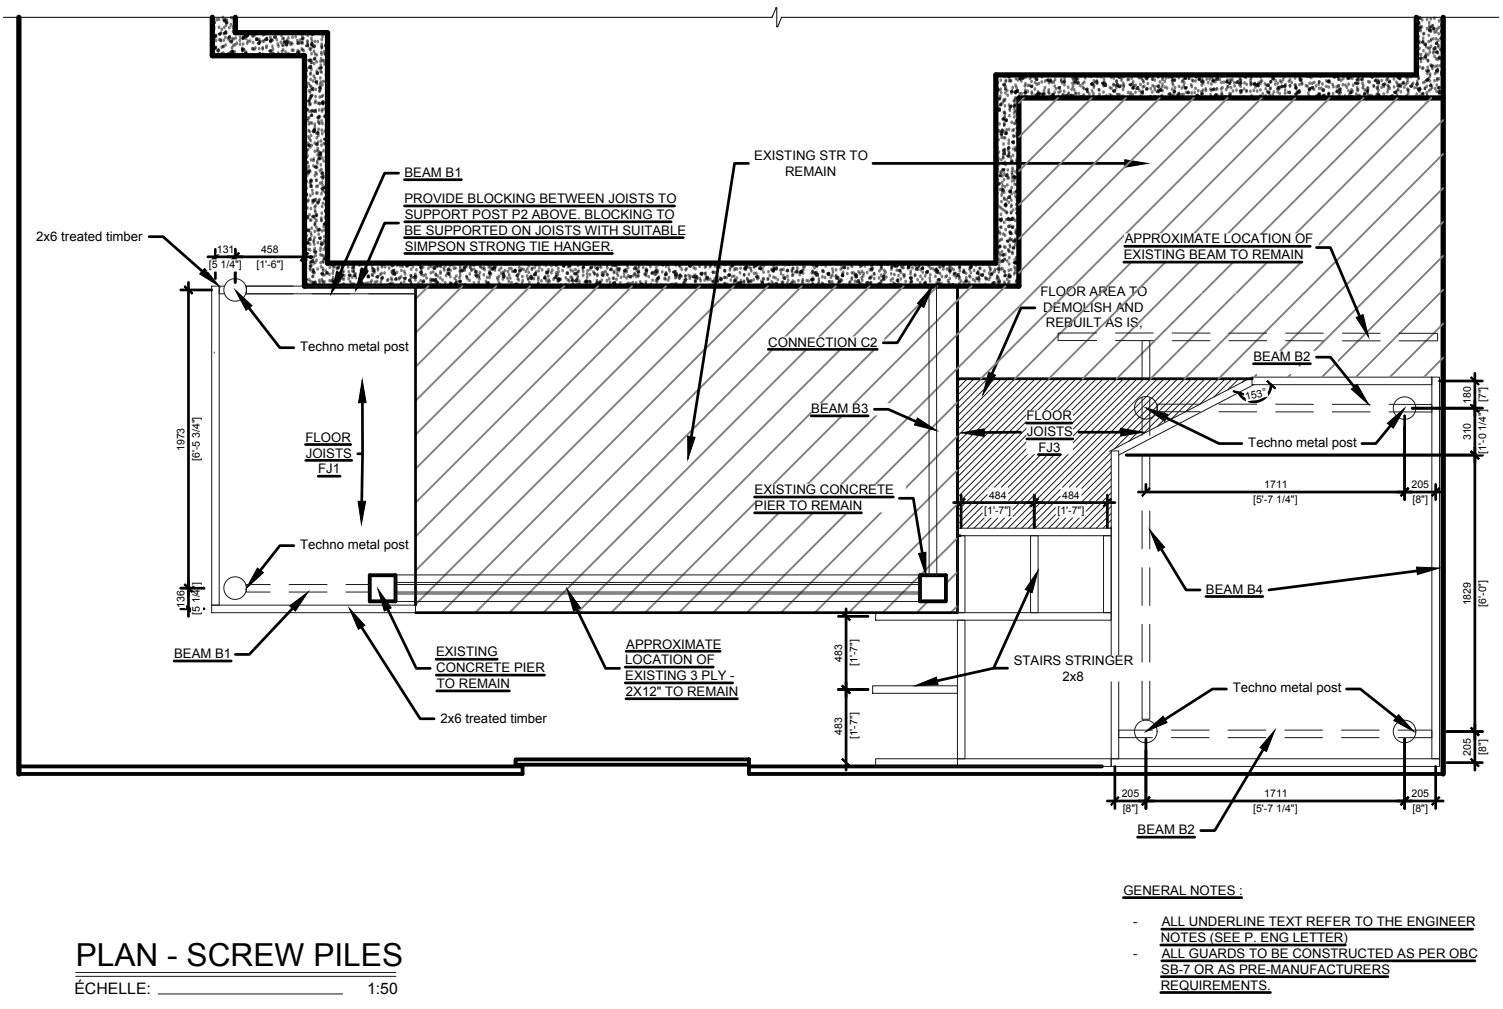 EXISTING STR TO
REMAIN
BEAM B1
PROVIDE BLOCKING BETWEEN JOISTS TO
SUPPORT POST P2 ABOVE. BLOCKING TO
BE SUPPORTED ON JOISTS WITH SUITABLE
SIMPSON STRONG TIE HANGER.
2x6 treated timber
131
[5 1/4"]
458
[1'-6"]
APPROXIMATE LOCATION OF
EXISTING BEAM TO REMAIN
FLOOR AREA TO
DEMOLISH AND
REBUILT AS IS,
Techno metal post
CONNECTION C2
BEAM B2
153°
180
[7"]
310
[1'-0 1/4"]
BEAM B3
FLOOR
JOISTS
FJ3
Techno metal post
1973
[6'-5 3/4"]
FLOOR
JOISTS
FJ1
EXISTING CONCRETE
PIER TO REMAIN
484
[1'-7"]
484
[1'-7"]
1711
[5'-7 1/4"]
205
[8"]
Techno metal post
136
[5 1/4"]
BEAM B4
1829
[6'-0"]
BEAM B1
EXISTING
CONCRETE PIER
TO REMAIN
APPROXIMATE
LOCATION OF
EXISTING 3 PLY -
2X12" TO REMAIN
483
[1'-7"]
STAIRS STRINGER
2x8
Techno metal post
2x6 treated timber
483
[1'-7"]
205
[8"]
205
[8"]
1711
[5'-7 1/4"]
205
[8"]
BEAM B2
GENERAL NOTES :
- ALL UNDERLINE TEXT REFER TO THE ENGINEER
NOTES (SEE P. ENG LETTER)
- ALL GUARDS TO BE CONSTRUCTED AS PER OBC
SB-7 OR AS PRE-MANUFACTURERS
REQUIREMENTS.
PLAN - SCREW PILES
ÉCHELLE: 1:50